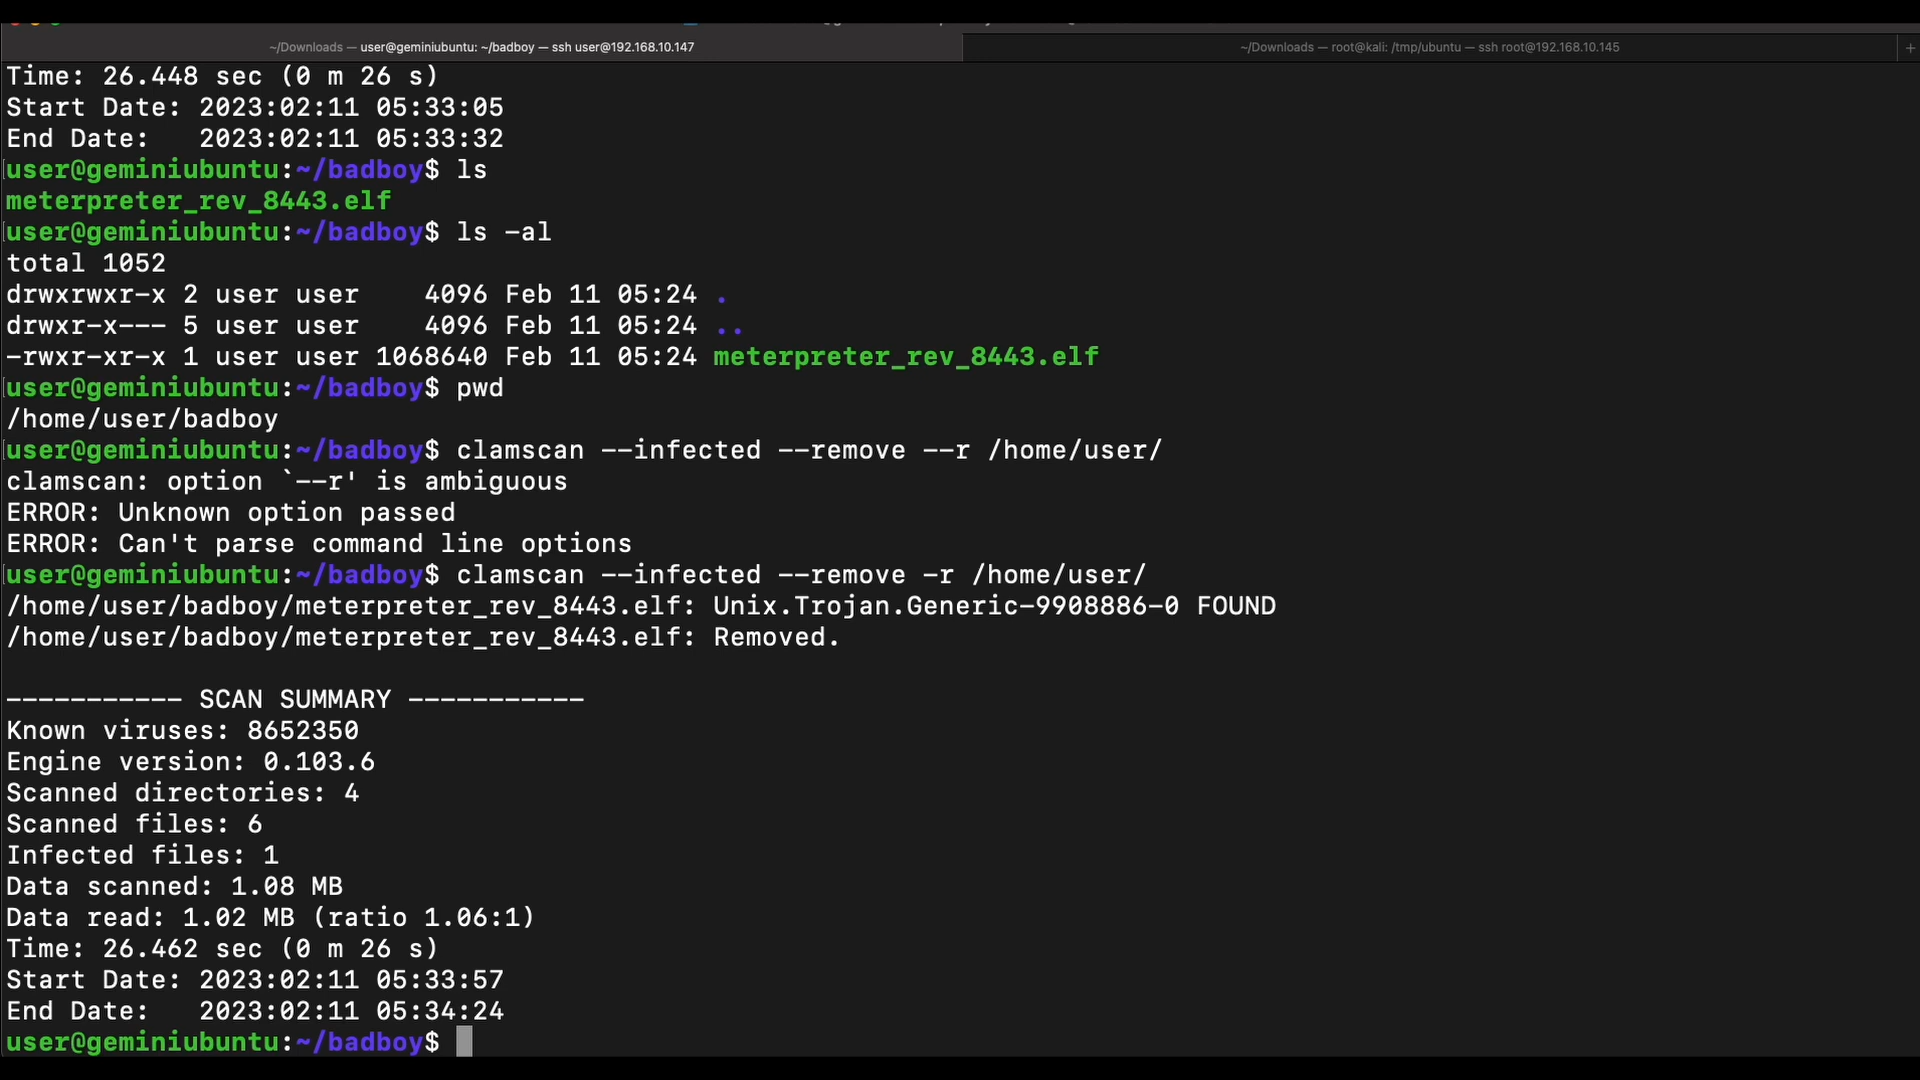 ~/Downloads — user@geminiubuntu: ~/badboy — ssh user@192.168.10.147
~/Downloads — root@kali: /tmp/ubuntu — ssh root@192.168.10.145
+
Time: 26.448 sec (0 m 26 s)
Start Date: 2023:02:11 05:33:05
End Date:   2023:02:11 05:33:32
user@geminiubuntu:~/badboy$ ls
meterpreter_rev_8443.elf
user@geminiubuntu:~/badboy$ ls -al
total 1052
drwxrwxr-x 2 user user    4096 Feb 11 05:24 .
drwxr-x--- 5 user user    4096 Feb 11 05:24 ..
-rwxr-xr-x 1 user user 1068640 Feb 11 05:24 meterpreter_rev_8443.elf
user@geminiubuntu:~/badboy$ pwd
/home/user/badboy
user@geminiubuntu:~/badboy$ clamscan --infected --remove --r /home/user/
clamscan: option `--r' is ambiguous
ERROR: Unknown option passed
ERROR: Can't parse command line options
user@geminiubuntu:~/badboy$ clamscan --infected --remove -r /home/user/
/home/user/badboy/meterpreter_rev_8443.elf: Unix.Trojan.Generic-9908886-0 FOUND
/home/user/badboy/meterpreter_rev_8443.elf: Removed.
----------- SCAN SUMMARY -----------
Known viruses: 8652350
Engine version: 0.103.6
Scanned directories: 4
Scanned files: 6
Infected files: 1
Data scanned: 1.08 MB
Data read: 1.02 MB (ratio 1.06:1)
Time: 26.462 sec (0 m 26 s)
Start Date: 2023:02:11 05:33:57
End Date:   2023:02:11 05:34:24
user@geminiubuntu:~/badboy$